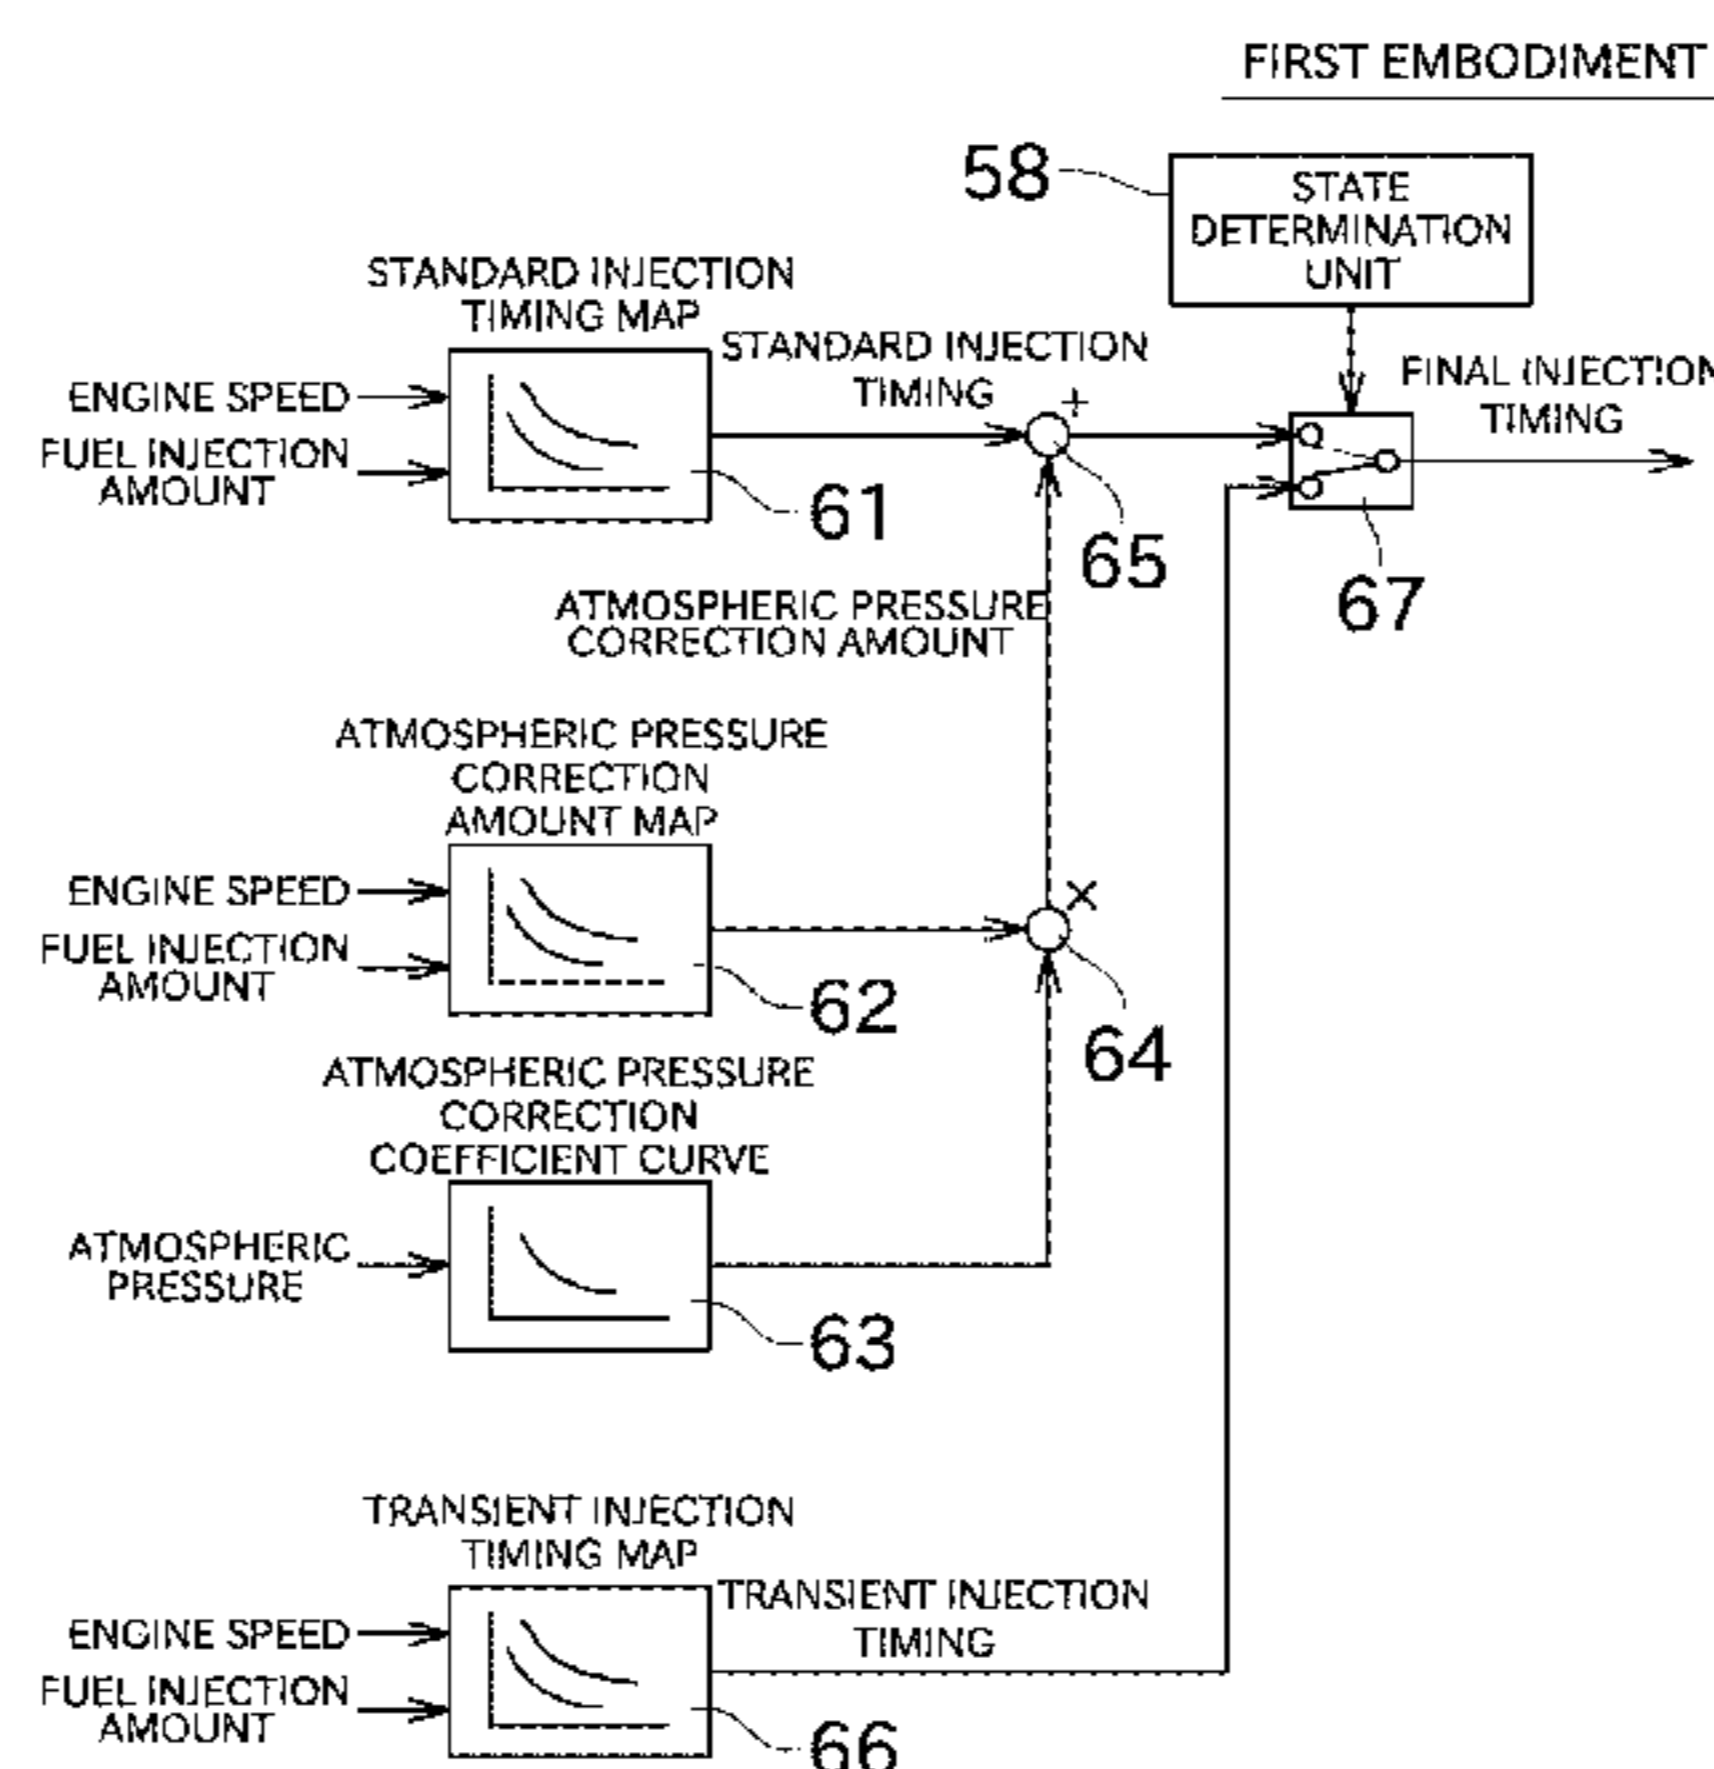 FIRST EMBODIMENT
58
STATE
DETERMINATION
UNIT
STANDARD INJECTION
TIMING MAP
STANDARD INJECTION
TIMING
+
FINAL INJECTION
TIMING
ENGINE SPEED
FUEL INJECTION
AMOUNT
61
65
67
ATMOSPHERIC PRESSURE
CORRECTION AMOUNT
ATMOSPHERIC PRESSURE
CORRECTION
AMOUNT MAP
×
ENGINE SPEED
FUEL INJECTION
AMOUNT
62
64
ATMOSPHERIC PRESSURE
CORRECTION
COEFFICIENT CURVE
ATMOSPHERIC
PRESSURE
63
TRANSIENT INJECTION
TIMING MAP
TRANSIENT INJECTION
TIMING
ENGINE SPEED
FUEL INJECTION
AMOUNT
66